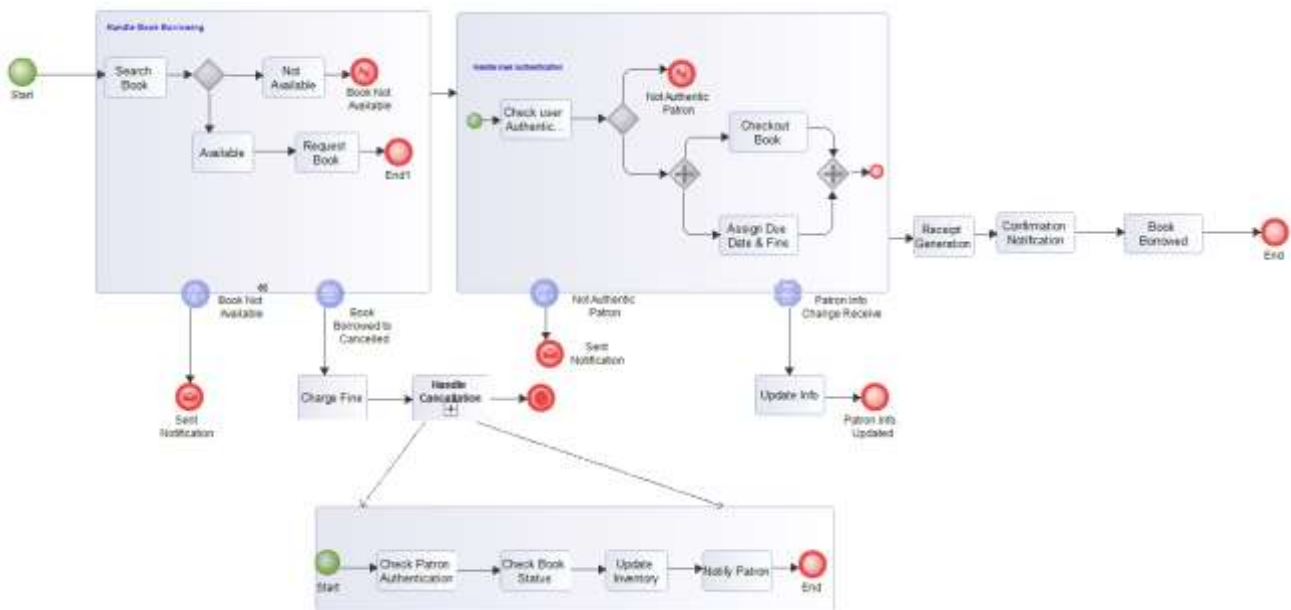 Handle Book Borrowing
Start
Search
Book
Not
Available
Book Not
Available
Available
Request
Book
End1
Handle user authentication
Check user
Authentic...
Not Authentic
Patron
Checkout
Book
Assign Due
Date & Fine
Receipt
Generation
Confirmation
Notification
Book
Borrowed
End
Book Not
Available
Book
Borrowed to
Cancelled
Not Authentic
Patron
Patron Info
Change Receive
Sent
Notification
Charge Fine
Handle
Cancellation
Sent
Notification
Update Info
Patron Info
Updated
Start
Check Patron
Authentication
Check Book
Status
Update
Inventory
Notify Patron
End